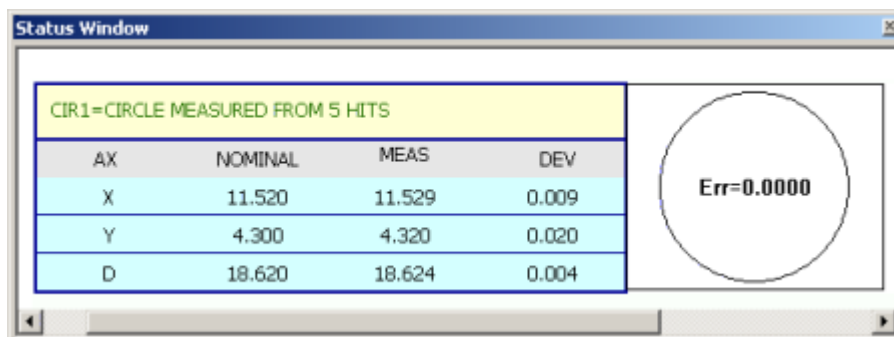 Status Window
CIR1=CIRCLE MEASURED FROM 5 HITS
AX NOMINAL MEAS DEV
X 11.520 11.529 0.009
Y 4.300 4.320 0.020
D 18.620 18.624 0.004
Err=0.0000